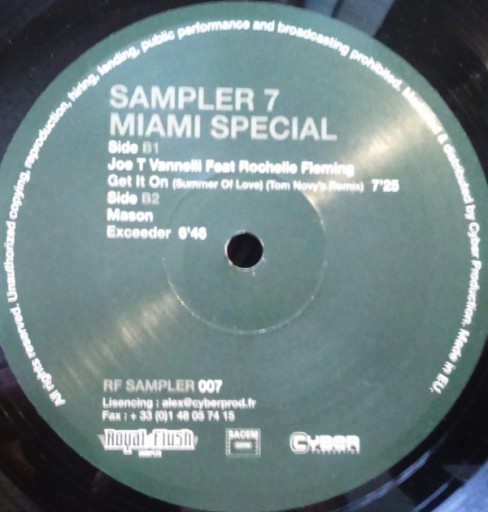 All rights reserved. Unauthorized copying, reproduction, hiring, lending, public performance and broadcasting prohibited. & distributed by Cyber Production. Made in EU.
SAMPLER 7
MIAMI SPECIAL
Side B1
Joe T Vannelli Feat Rochelle Fleming
Get It On (Summer Of Love) (Tom Novy's Remix) 7'25
Side B2
Mason
Exceeder 6'46
RF SAMPLER 007
Lisencing : alex@cyberprod.fr
Fax : + 33 (0)1 48 05 74 15
Royal Flush
SACEM
CYBER